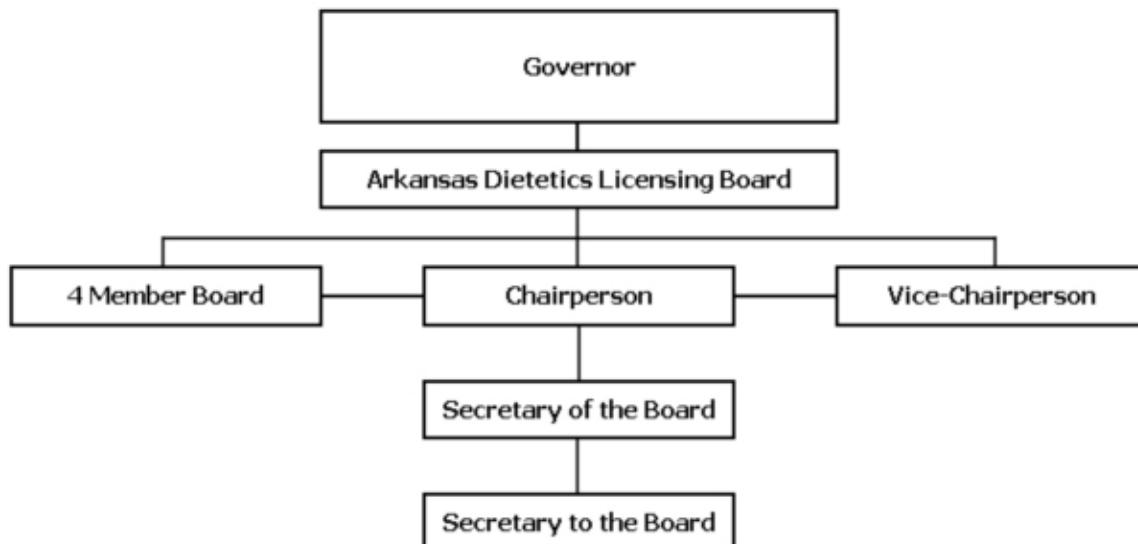 Governor
Arkansas Dietetics Licensing Board
4 Member Board
Chairperson
Vice-Chairperson
Secretary of the Board
Secretary to the Board